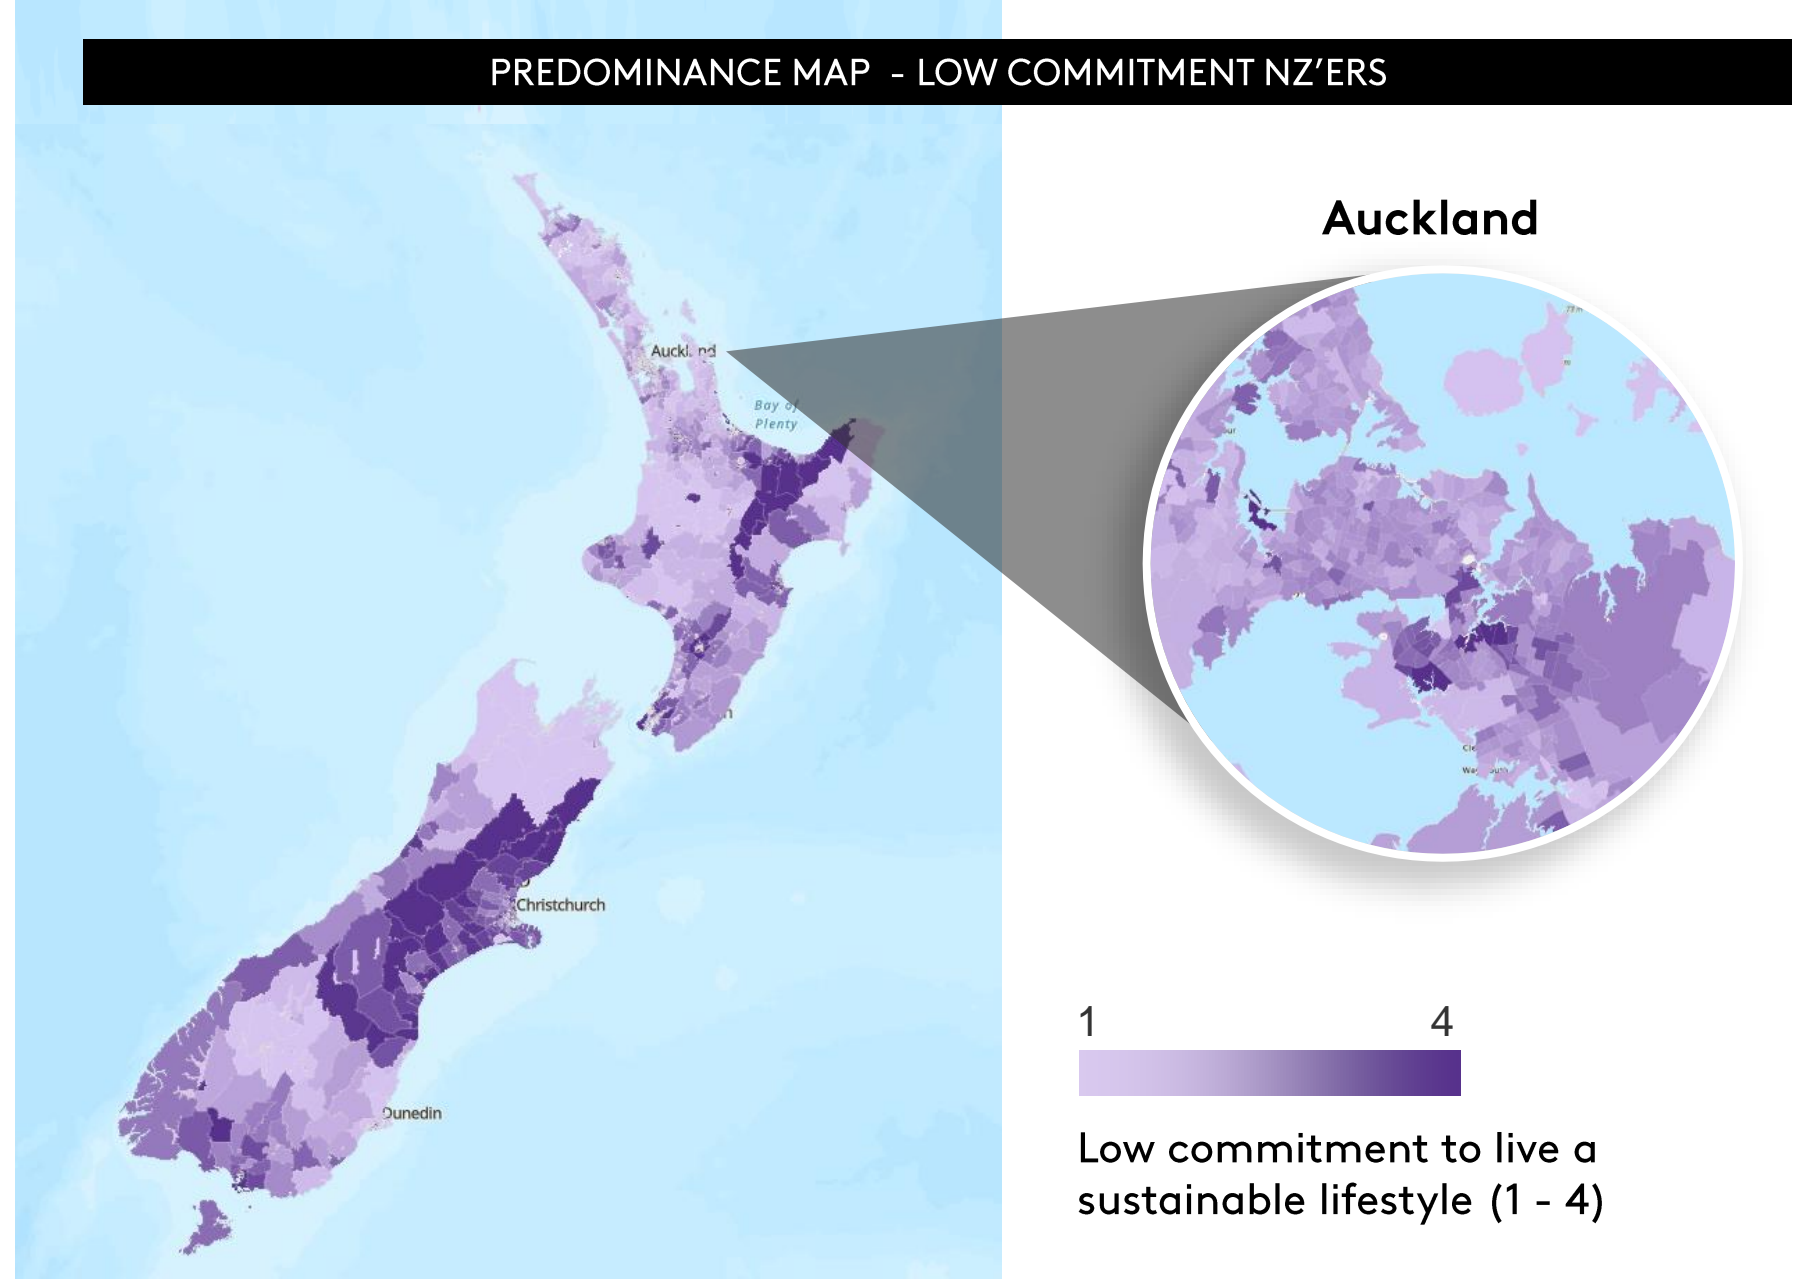 PREDOMINANCE MAP - LOW COMMITMENT NZ’ERS
Auckland
Bay of
Plenty
Christchurch
Dunedin
Auckland
1 4
Low commitment to live a
sustainable lifestyle (1 - 4)